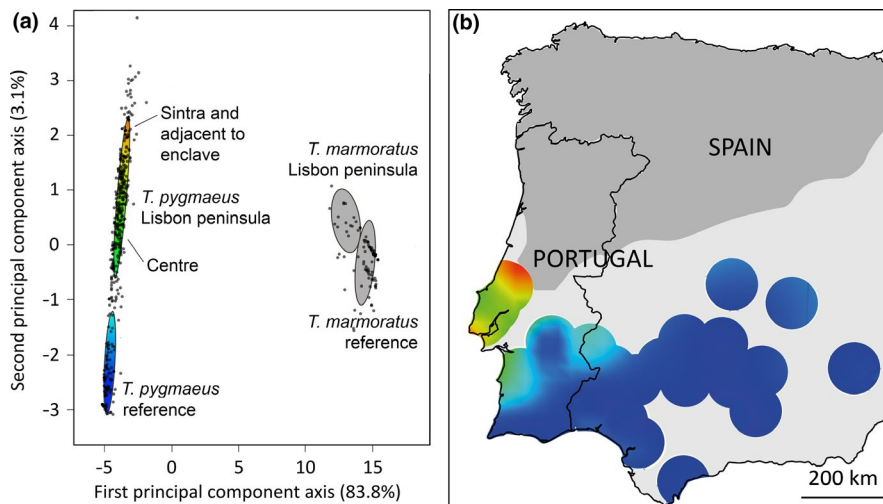 (a)
4
3
2
1
0
-1
-2
-3
Second principal component axis (3.1%)
Sintra and
adjacent to
enclave
T. pygmaeus
Lisbon peninsula
Centre
T. pygmaeus
reference
T. marmoratus
Lisbon peninsula
T. marmoratus
reference
-5 0 5 10 15
First principal component axis (83.8%)
(b)
SPAIN
PORTUGAL
200 km